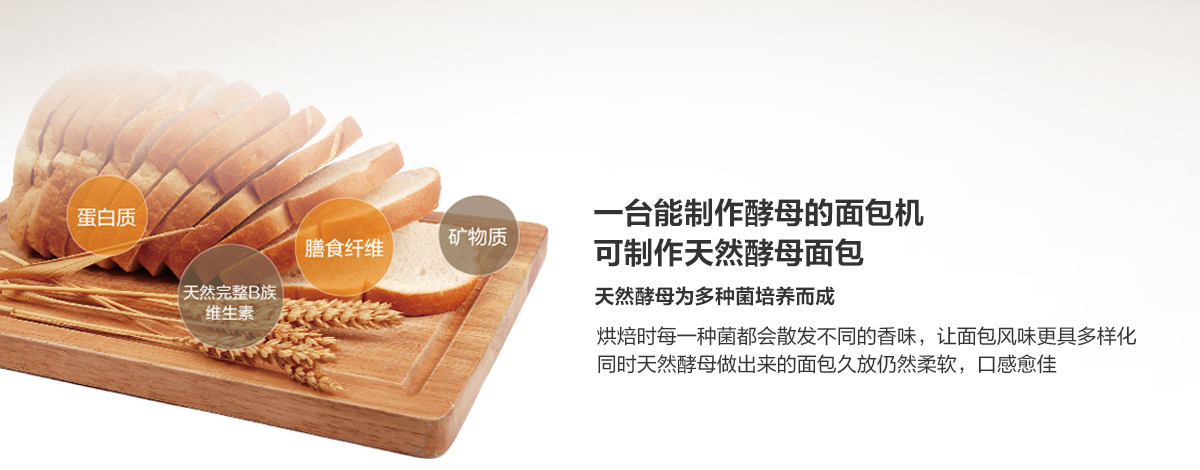 蛋白质
膳食纤维
矿物质
天然完整B族
维生素
一台能制作酵母的面包机
可制作天然酵母面包
天然酵母为多种菌培养而成
烘焙时每一种菌都会散发不同的香味，让面包风味更具多样化
同时天然酵母做出来的面包久放仍然柔软，口感愈佳